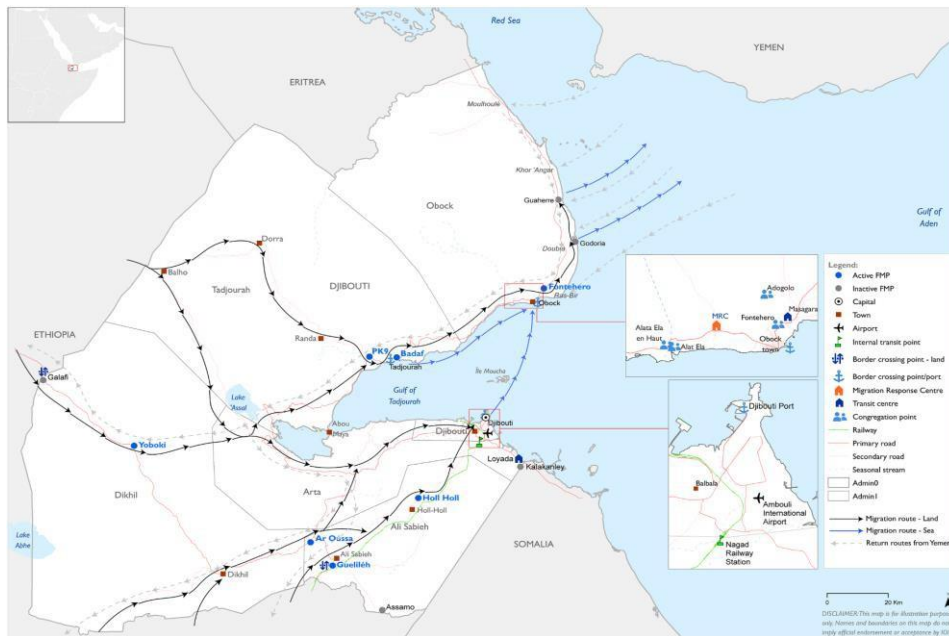 Red Sea
YEMEN
ERITREA
Moulhoulé
Khor 'Angar
Obock
Guaherre
Gulf of
Aden
Doobia
Godoria
Dorra
Balho
Tadjourah
DJIBOUTI
Fontehero
Ras Bir
Obock
ETHIOPIA
Randa
PK9
Badaf
Tadjourah
Galafi
Île Moucha
Gulf of
Tadjourah
Lake
'Assal
Abou
Maya
Djibouti
Djibouti
Yoboki
Loyada
Kalakanley
Dikhil
Arta
Holl Holl
Holl-Holl
Ali Sabieh
SOMALIA
Lake
Abhe
Ar Oussa
Ali Sabieh
Guelileh
Dikhil
Assamo
Adogolo
MRC
Fontehero
Masagara
Alata Ela
en Haut
Alat Ela
Obock
town
Djibouti Port
Balbala
Ambouli
International
Airport
Nagad
Railway
Station
Legend:
Active FMP
Inactive FMP
Capital
Town
Airport
Internal transit point
Border crossing point - land
Border crossing point/port
Migration Response Centre
Transit centre
Congregation point
Railway
Primary road
Secondary road
Seasonal stream
Admin0
Admin1
Migration route - Land
Migration route - Sea
Return routes from Yemen
0 20 Km
DISCLAIMER: This map is for illustration purpose
only. Names and boundaries on this map do no
imply official endorsement or acceptance by IO